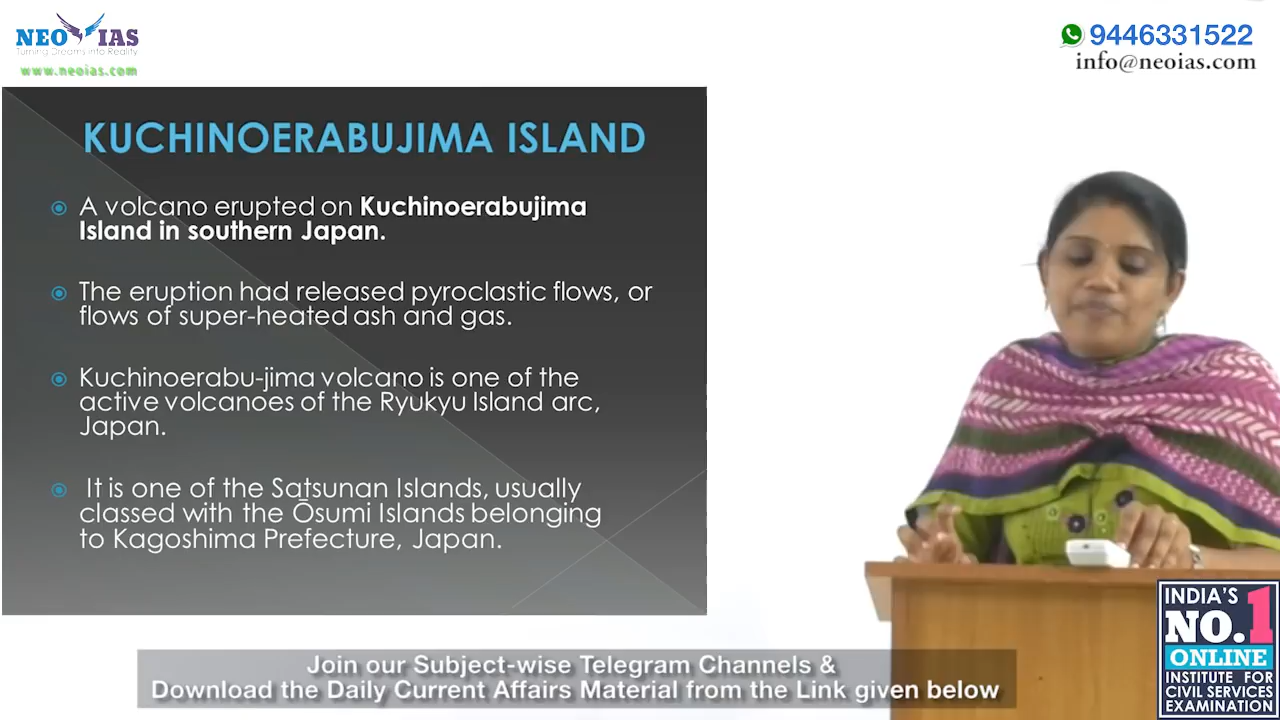 NEO IAS
Turning Dreams into Reality
www.neoias.com
9446331522
info@neoias.com
KUCHINOERABUJIMA ISLAND
A volcano erupted on Kuchinoerabujima
Island in southern Japan.
The eruption had released pyroclastic flows, or
flows of super-heated ash and gas.
Kuchinoerabu-jima volcano is one of the
active volcanoes of the Ryukyu Island arc,
Japan.
It is one of the Satsunan Islands, usually
classed with the Ōsumi Islands belonging
to Kagoshima Prefecture, Japan.
INDIA'S
NO.1
ONLINE
INSTITUTE FOR
CIVIL SERVICES
EXAMINATION
Join our Subject-wise Telegram Channels &
Download the Daily Current Affairs Material from the Link given below